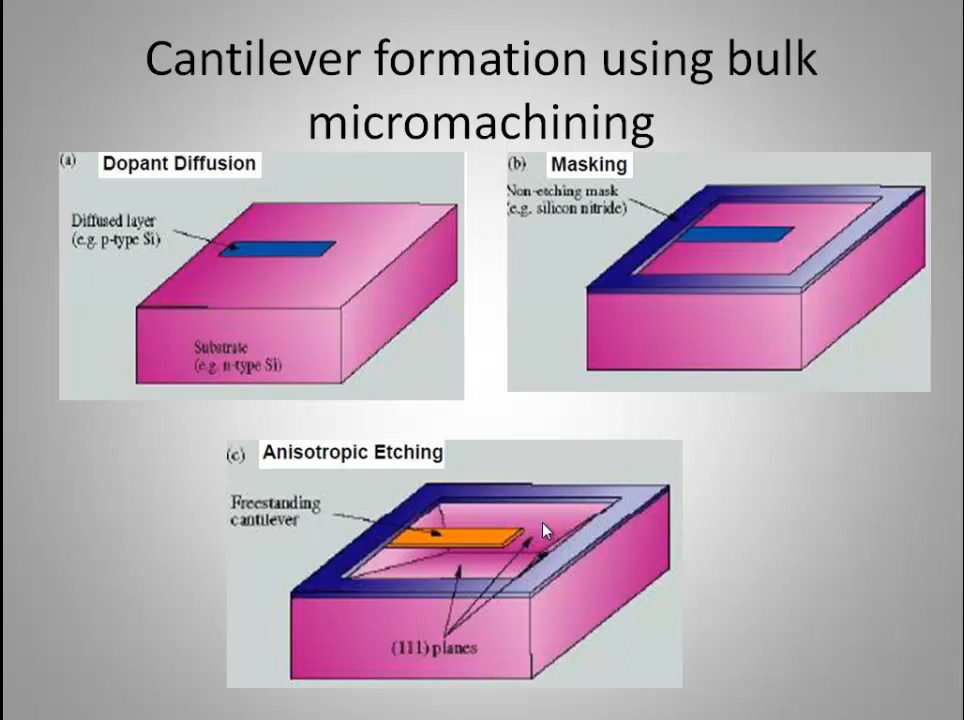 Cantilever formation using bulk
micromachining
(a) Dopant Diffusion
Diffused layer
(e.g. p-type Si)
Substrate
(e.g. n-type Si)
(b) Masking
Non-etching mask
(e.g. silicon nitride)
(c) Anisotropic Etching
Freestanding
cantilever
(111) planes